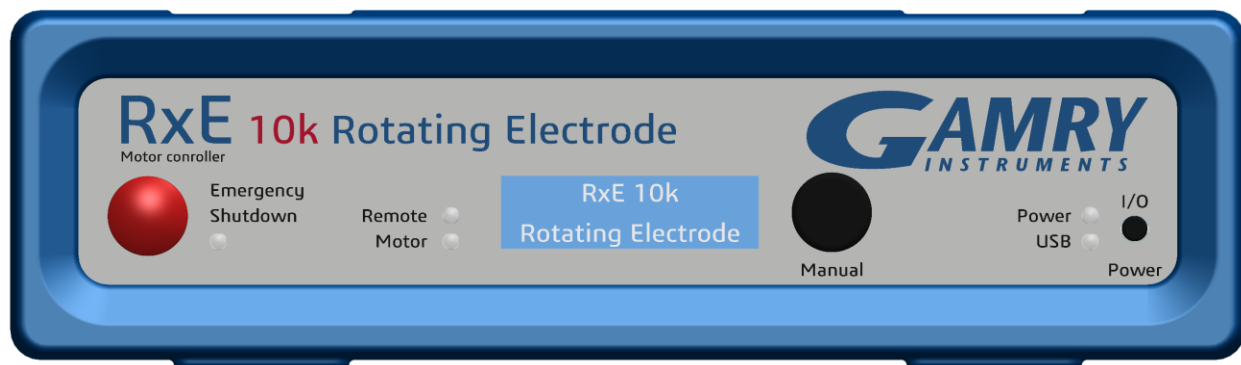 RxE 10k Rotating Electrode
Motor conroller
GAMRY
INSTRUMENTS
Emergency
Shutdown
Remote
Motor
RxE 10k
Rotating Electrode
Manual
Power
USB
I/O
Power